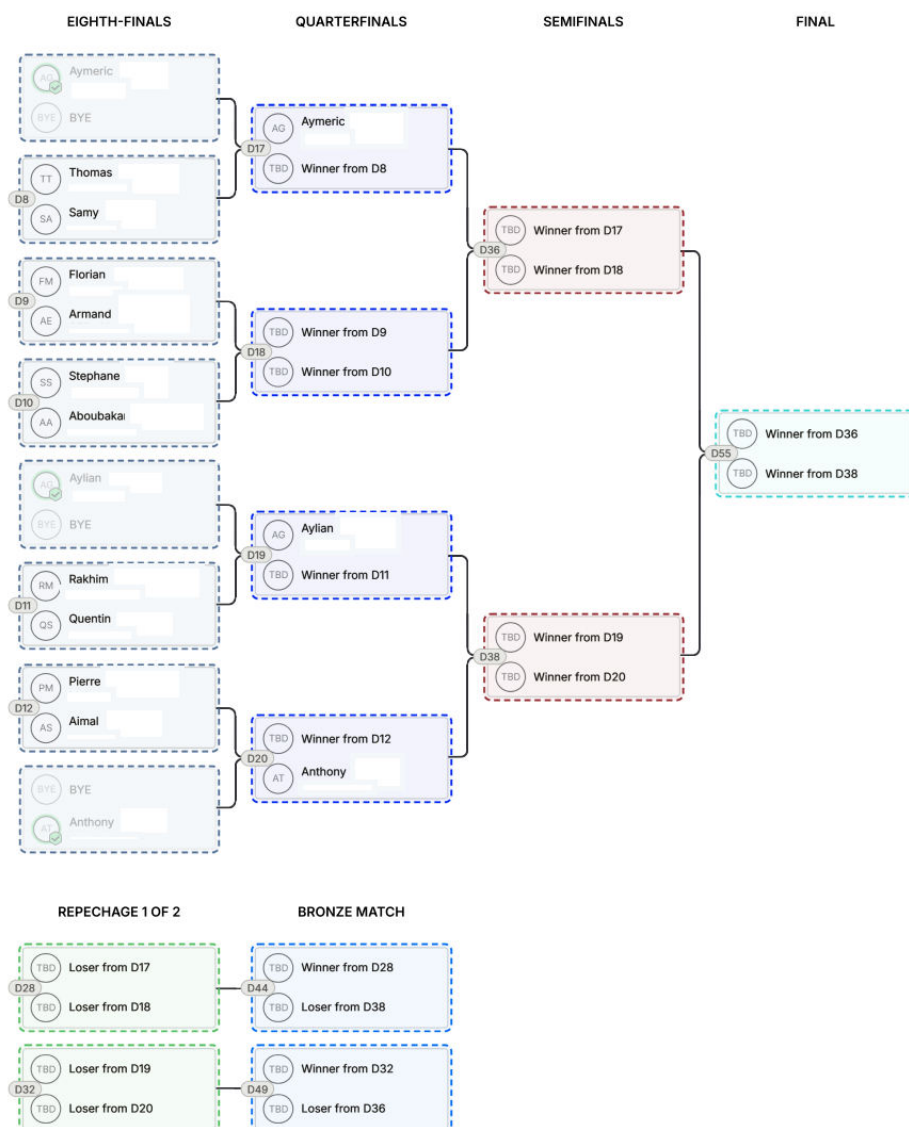 EIGHTH-FINALS
QUARTERFINALS
SEMIFINALS
FINAL
AG
Aymeric
BYE
BYE
D8
TT
Thomas
SA
Samy
D9
FM
Florian
AE
Armand
D10
SS
Stephane
AA
Aboubaka
AG
Aylian
BYE
BYE
D11
RM
Rakhim
QS
Quentin
D12
PM
Pierre
AS
Aimal
BYE
BYE
AT
Anthony
D17
AG
Aymeric
TBD
Winner from D8
D18
TBD
Winner from D9
TBD
Winner from D10
D19
AG
Aylian
TBD
Winner from D11
D20
TBD
Winner from D12
AT
Anthony
D36
TBD
Winner from D17
TBD
Winner from D18
D38
TBD
Winner from D19
TBD
Winner from D20
D55
TBD
Winner from D36
TBD
Winner from D38
REPECHAGE 1 OF 2
BRONZE MATCH
D28
TBD
Loser from D17
TBD
Loser from D18
D44
TBD
Winner from D28
TBD
Loser from D38
D32
TBD
Loser from D19
TBD
Loser from D20
D49
TBD
Winner from D32
TBD
Loser from D36